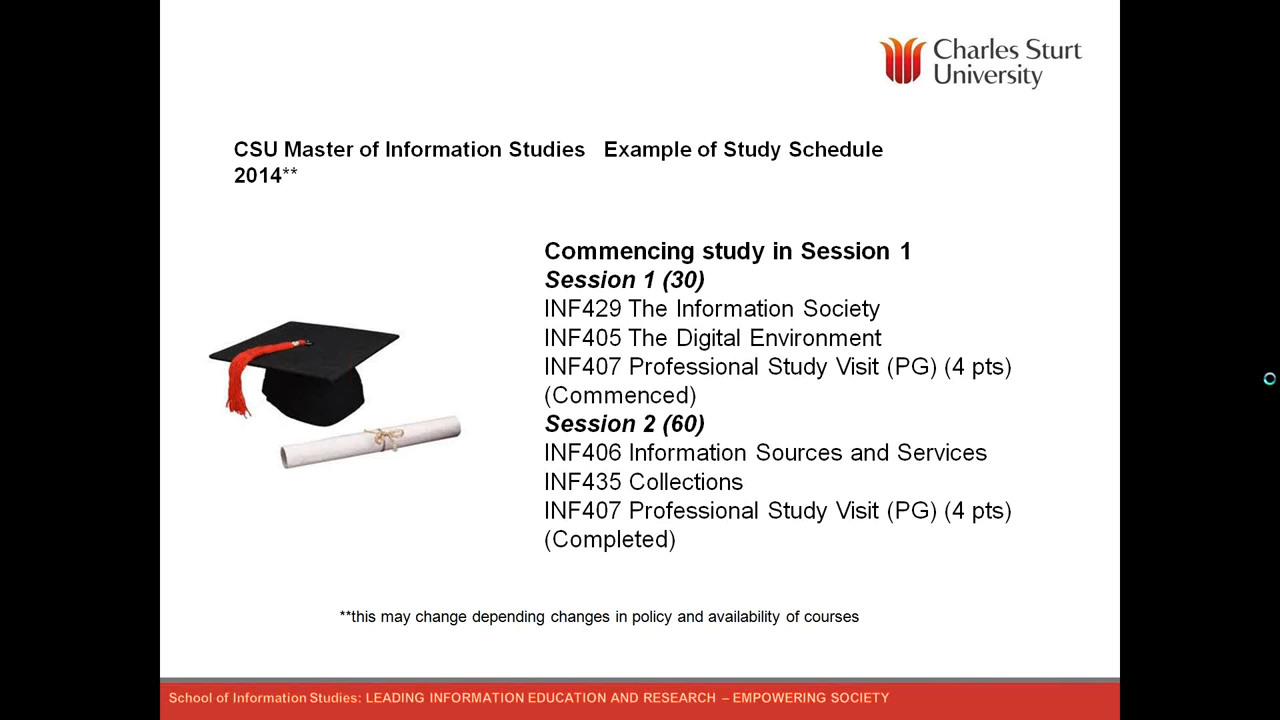 Charles Sturt
University
CSU Master of Information Studies   Example of Study Schedule
2014**
Commencing study in Session 1
Session 1 (30)
INF429 The Information Society
INF405 The Digital Environment
INF407 Professional Study Visit (PG) (4 pts)
(Commenced)
Session 2 (60)
INF406 Information Sources and Services
INF435 Collections
INF407 Professional Study Visit (PG) (4 pts)
(Completed)
**this may change depending changes in policy and availability of courses
School of Information Studies: LEADING INFORMATION EDUCATION AND RESEARCH – EMPOWERING SOCIETY